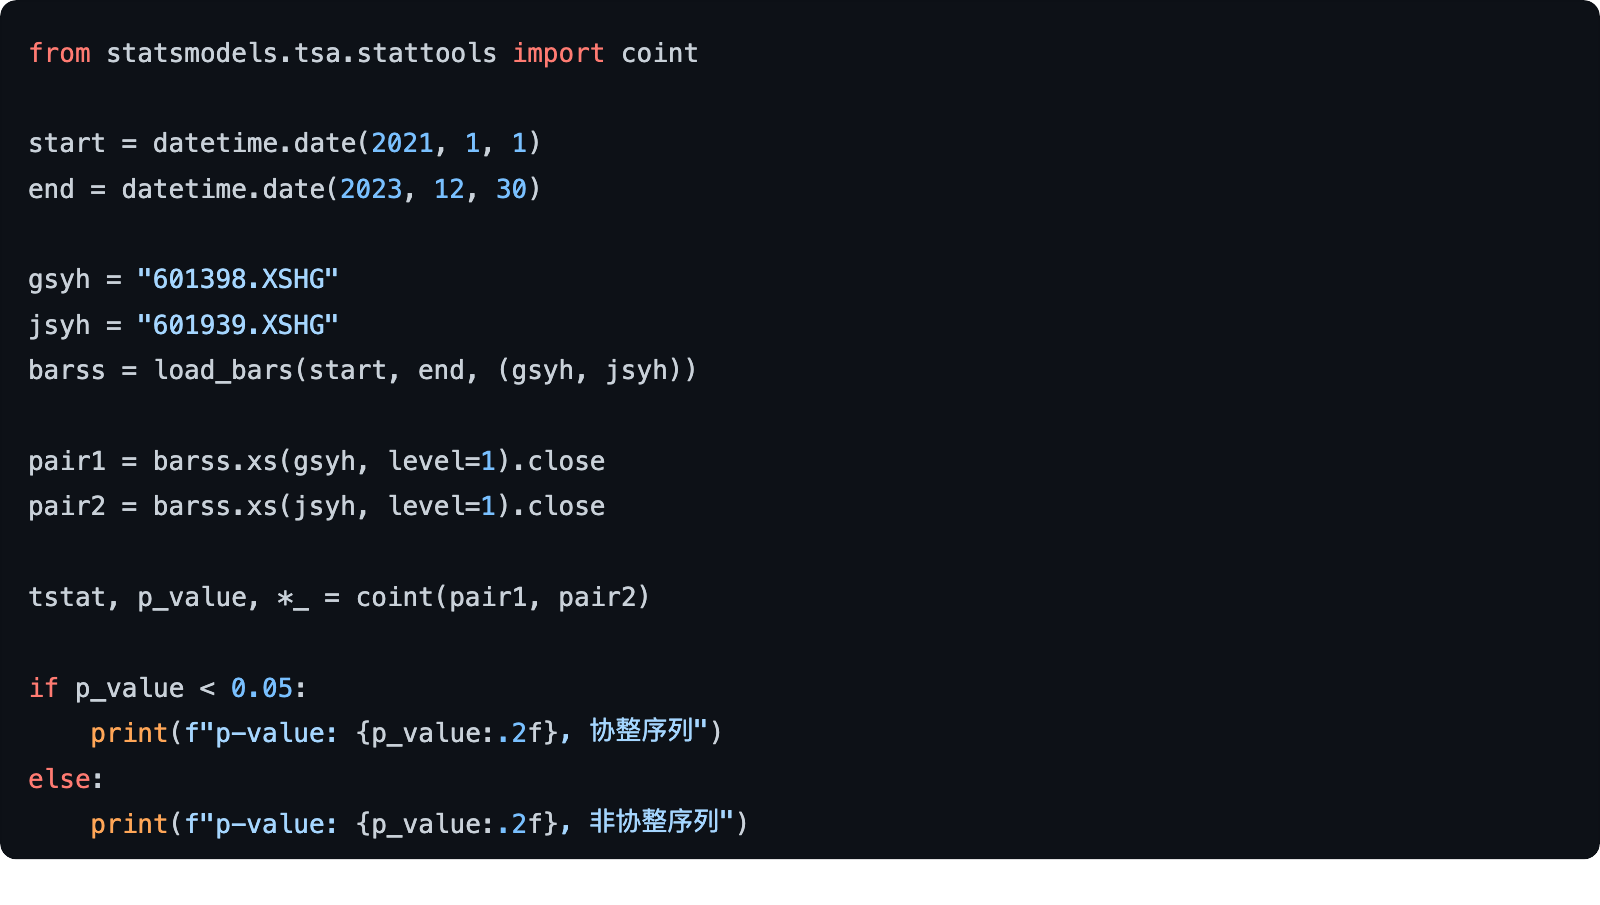 from statsmodels.tsa.stattools import coint
start = datetime.date(2021, 1, 1)
end = datetime.date(2023, 12, 30)
gsyh = "601398.XSHG"
jsyh = "601939.XSHG"
barss = load_bars(start, end, (gsyh, jsyh))
pair1 = barss.xs(gsyh, level=1).close
pair2 = barss.xs(jsyh, level=1).close
tstat, p_value, *_ = coint(pair1, pair2)
if p_value < 0.05:
    print(f"p-value: {p_value:.2f}, 协整序列")
else:
    print(f"p-value: {p_value:.2f}, 非协整序列")